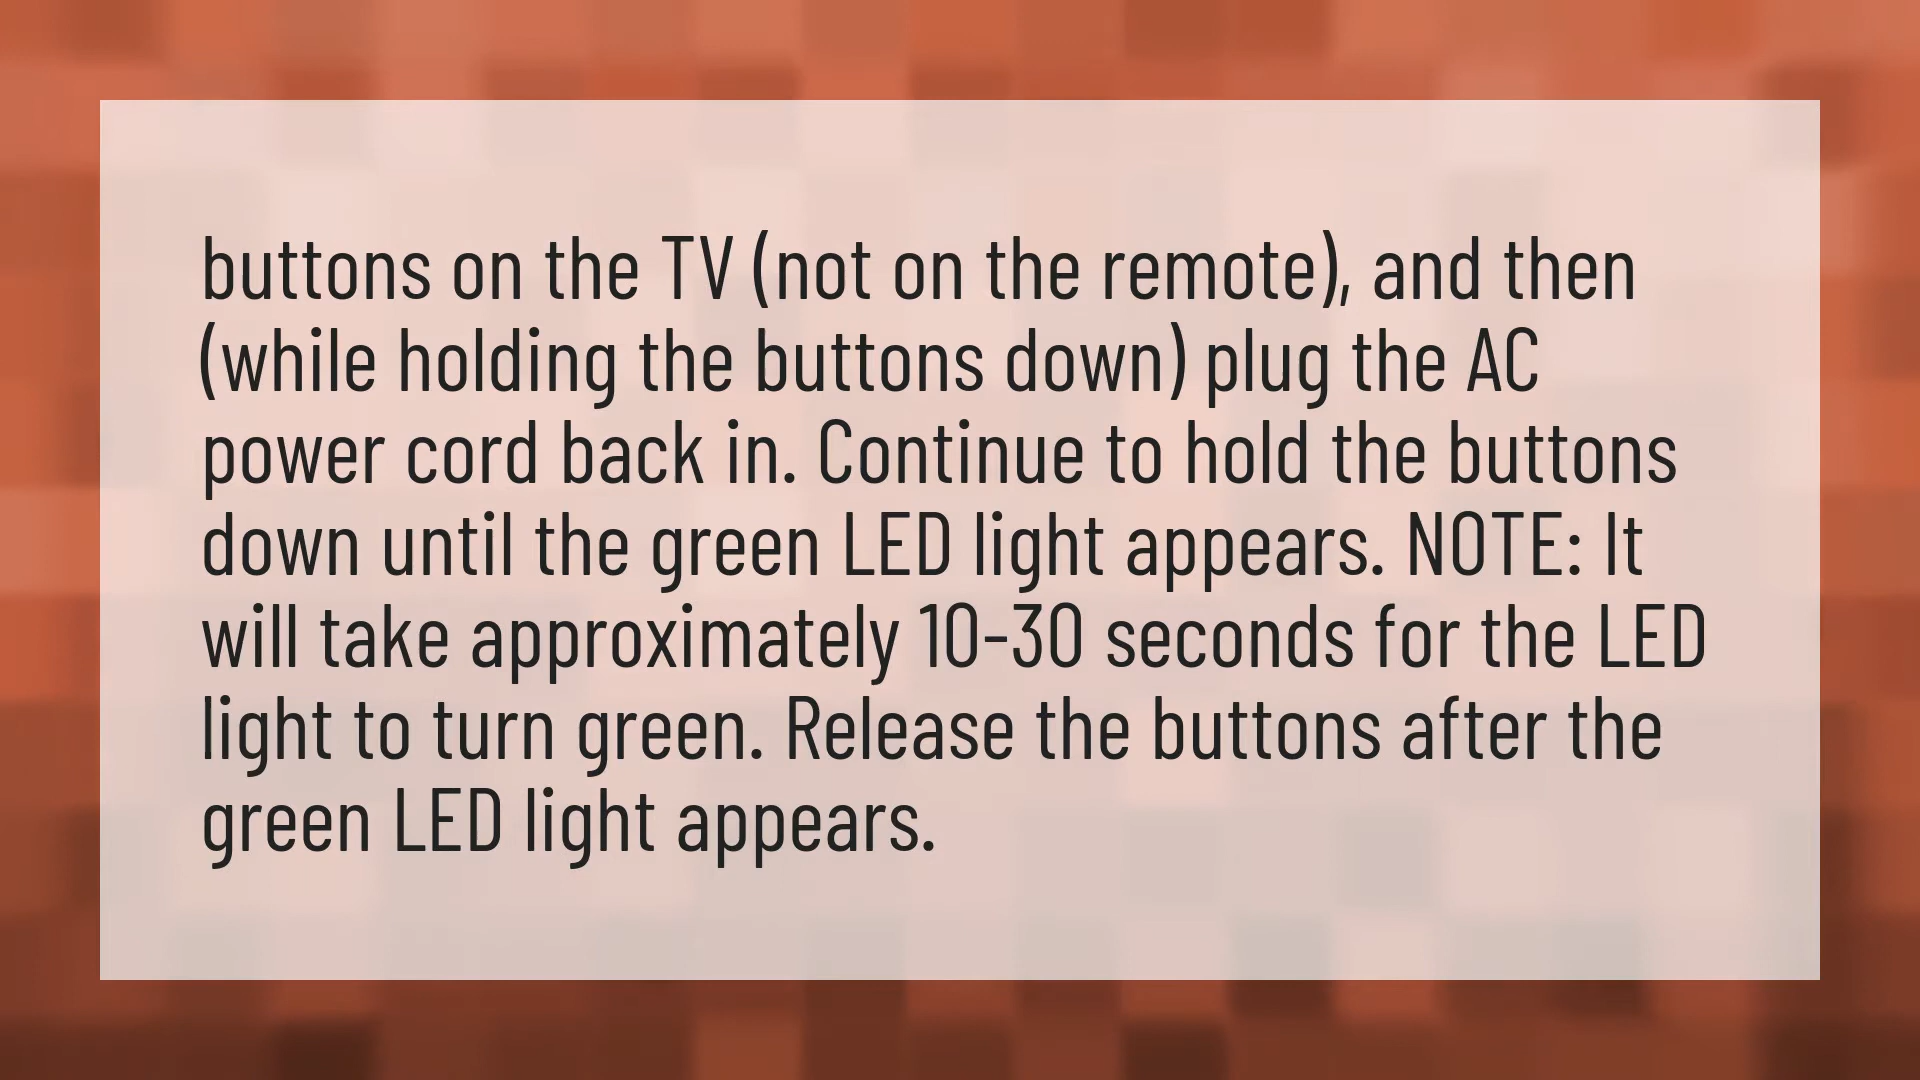 buttons on the TV (not on the remote), and then
(while holding the buttons down) plug the AC
power cord back in. Continue to hold the buttons
down until the green LED light appears. NOTE: It
will take approximately 10-30 seconds for the LED
light to turn green. Release the buttons after the
green LED light appears.